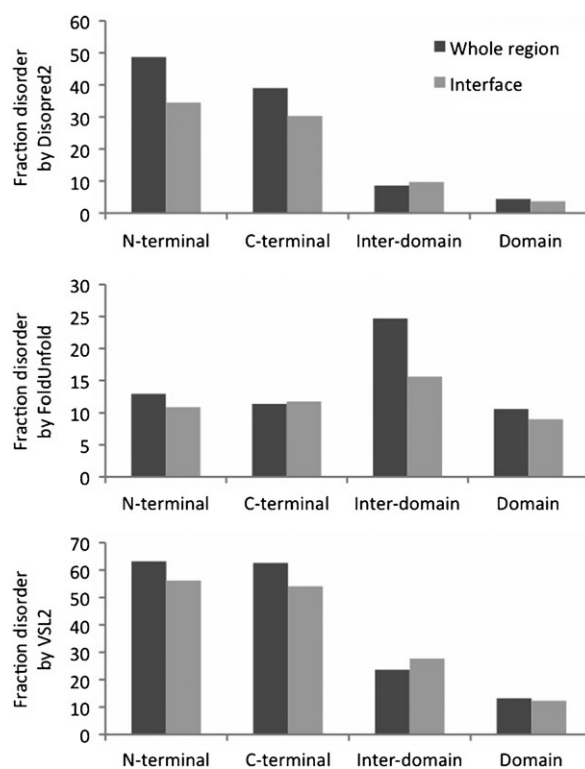 Fraction disorder
by Disopred2
60
50
40
30
20
10
0
Whole region
Interface
N-terminal C-terminal Inter-domain Domain
Fraction disorder
by FoldUnfold
30
25
20
15
10
5
0
N-terminal C-terminal Inter-domain Domain
Fraction disorder
by VSL2
70
60
50
40
30
20
10
0
N-terminal C-terminal Inter-domain Domain